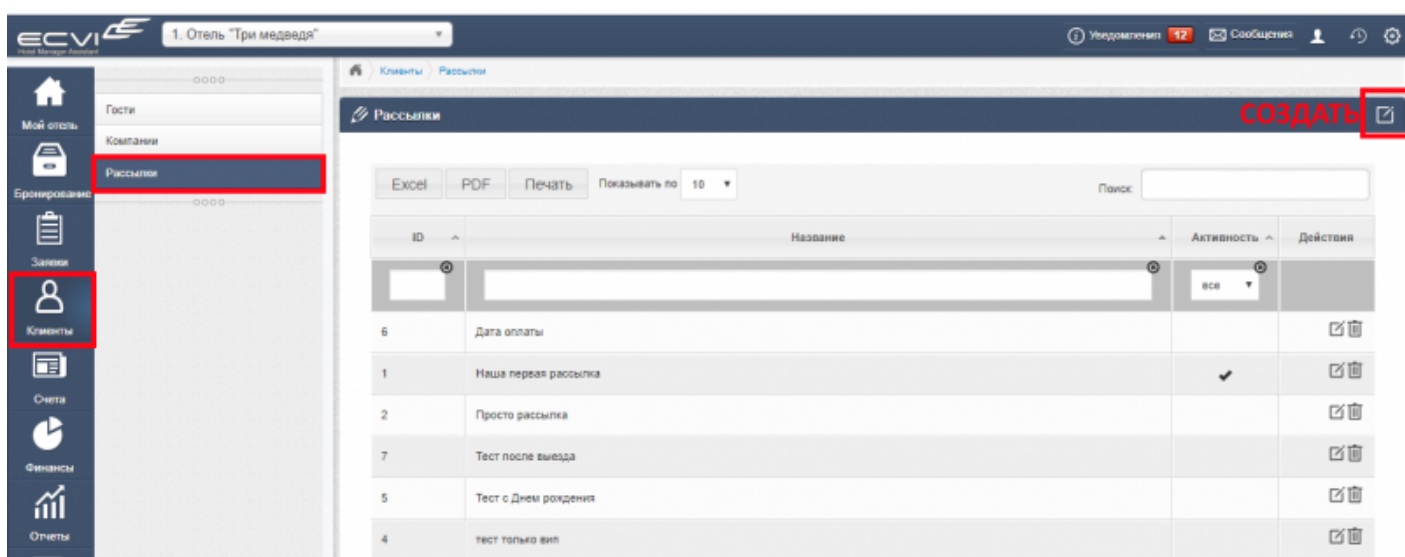 ECVI
Hotel Manager Assistant
1. Отель "Три медведя"
Уведомления 12 Сообщения
Мой отель
Бронирование
Заявки
Клиенты
Счета
Финансы
Отчеты
Гости
Компании
Рассылки
Клиенты Рассылки
Рассылки
СОЗДАТЬ
Excel PDF Печать Показывать по 10 Поиск:
ID Название Активность Действия
все
6 Дата оплаты
1 Наша первая рассылка
2 Просто рассылка
7 Тест после выезда
5 Тест с Днем рождения
4 тест только вип